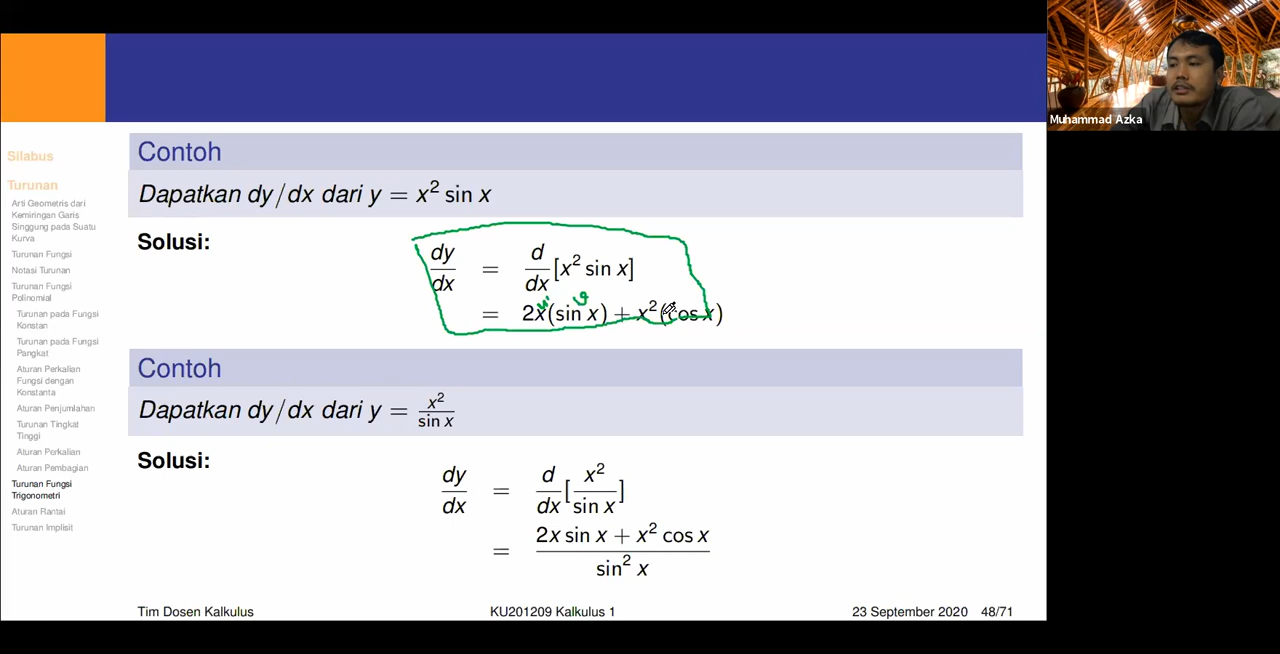 Muhammad Azka
Silabus
Turunan
Arti Geometris dari
Kemiringan Garis
Singgung pada Suatu
Kurva
Turunan Fungsi
Notasi Turunan
Turunan Fungsi
Polinomial
Turunan pada Fungsi
Konstan
Turunan pada Fungsi
Pangkat
Aturan Perkalian
Fungsi dengan
Konstanta
Aturan Penjumlahan
Turunan Tingkat
Tinggi
Aturan Perkalian
Aturan Pembagian
Turunan Fungsi
Trigonometri
Aturan Rantai
Turunan Implisit
Contoh
Dapatkan dy/dx dari y = x² sin x
Solusi:
dy/dx = d/dx [x² sin x]
= 2x(sin x) + x²(cos x)
Contoh
Dapatkan dy/dx dari y = x²/sin x
Solusi:
dy/dx = d/dx [x²/sin x]
= 2x sin x + x² cos x / sin² x
Tim Dosen Kalkulus KU201209 Kalkulus 1 23 September 2020 48/71